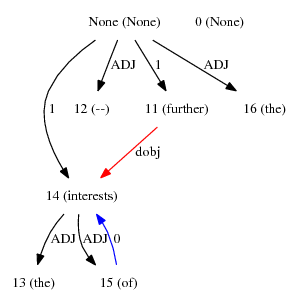 None (None) 0 (None)
ADJ 1 ADJ
1 12 (--) 11 (further) 16 (the)
dobj
14 (interests)
ADJ ADJ 0
13 (the) 15 (of)